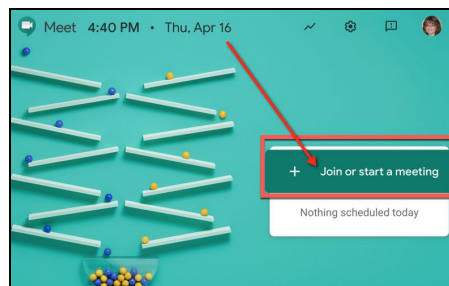 Meet 4:40 PM • Thu, Apr 16
+ Join or start a meeting
Nothing scheduled today